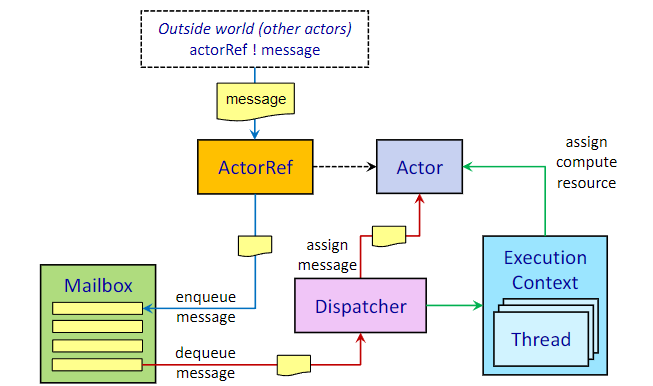 Outside world (other actors)
actorRef ! message
message
ActorRef
Actor
assign
compute
resource
assign
message
Execution
Context
Thread
Mailbox
enqueue
message
Dispatcher
dequeue
message